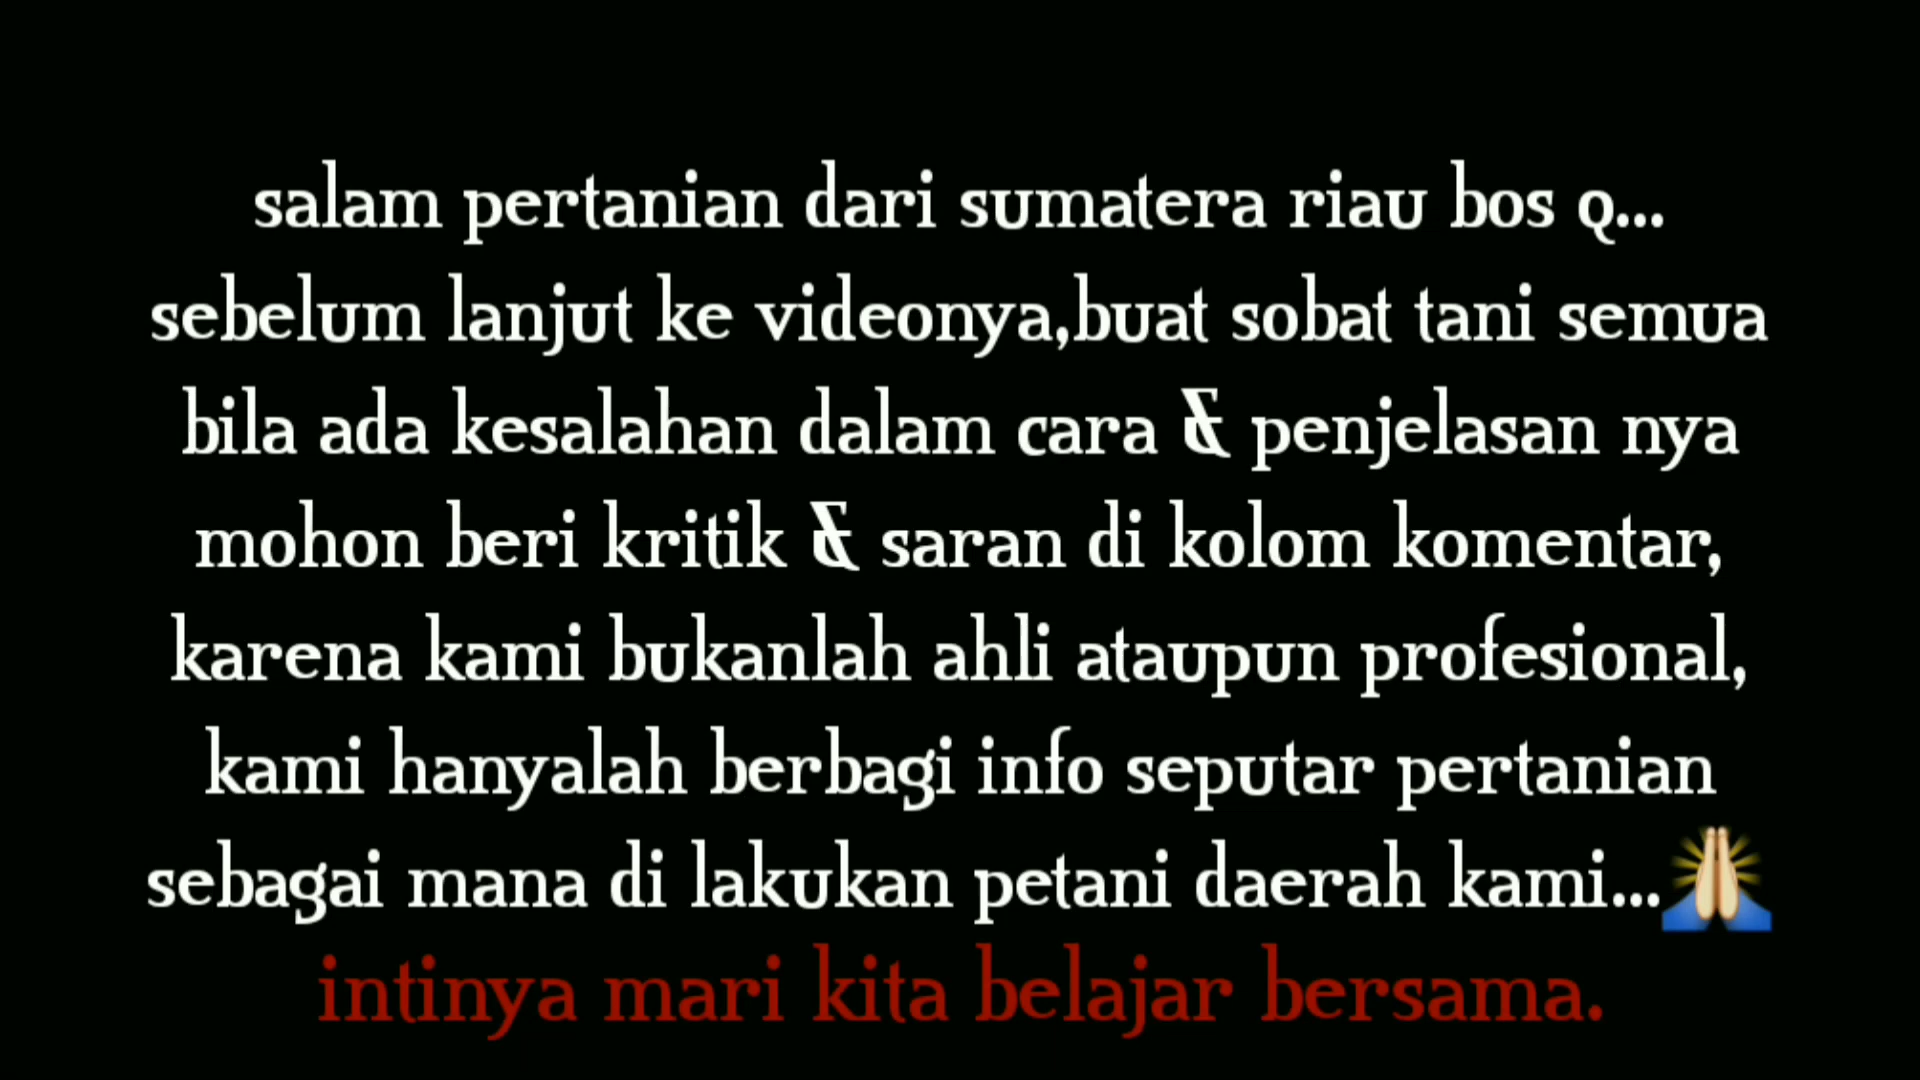 salam pertanian dari sumatera riau bos q...
sebelum lanjut ke videonya,buat sobat tani semua
bila ada kesalahan dalam cara & penjelasan nya
mohon beri kritik & saran di kolom komentar,
karena kami bukanlah ahli ataupun profesional,
kami hanyalah berbagi info seputar pertanian
sebagai mana di lakukan petani daerah kami...🙏
intinya mari kita belajar bersama.